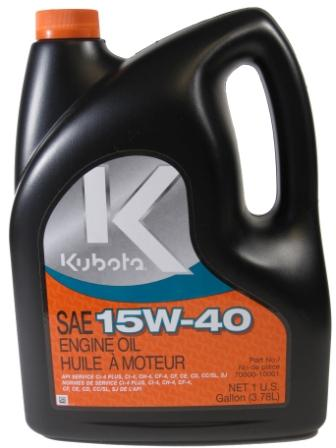 K
Kubota
SAE 15W-40
ENGINE OIL
HUILE À MOTEUR
Part No./
No de pièce
70000-10001
API SERVICE CI-4 PLUS, CI-4, CH-4, CF-4, CF, CE, CD, CC/SL, SJ
NORMES DE SERVICE CI-4 PLUS, CI-4, CH-4, CF-4,
CF, CE, CD, CC/SL, SJ DE L'API
NET 1 U.S.
Gallon (3.78L)